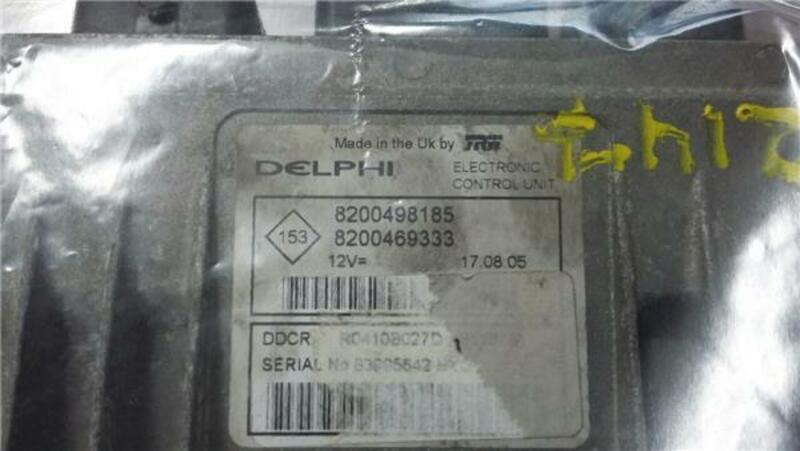 Made in the Uk by TRW
DELPHI
ELECTRONIC
CONTROL UNIT
153
8200498185
8200469333
12V=
17.08.05
DDCR
SERIAL No